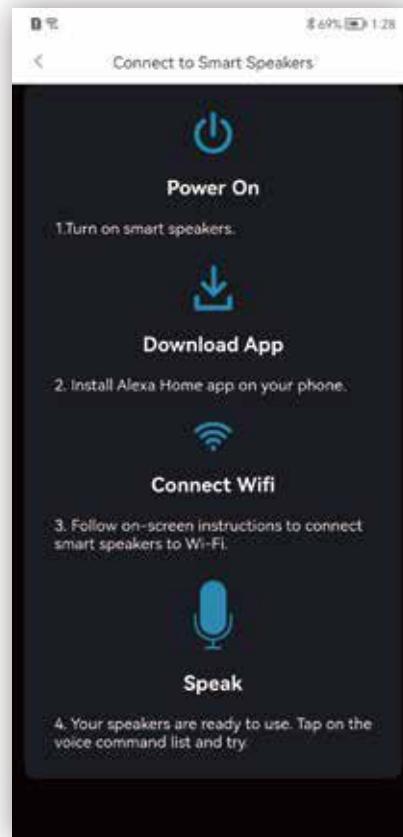 69% 1:28
Connect to Smart Speakers
Power On
1.Turn on smart speakers.
Download App
2. Install Alexa Home app on your phone.
Connect Wifi
3. Follow on-screen instructions to connect
smart speakers to Wi-Fi.
Speak
4. Your speakers are ready to use. Tap on the
voice command list and try.